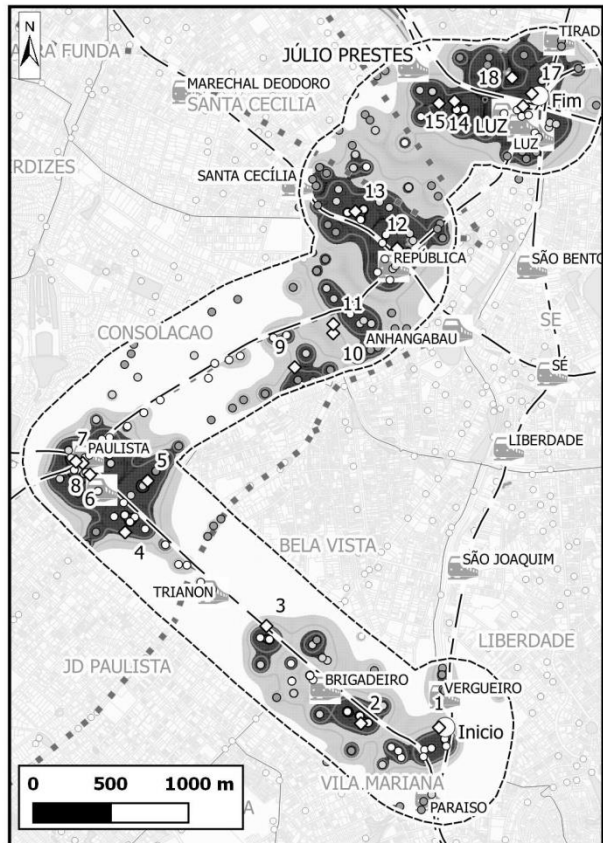 TIRAD
N
JÚLIO PRESTES
RA FUNDA
18
17
MARECHAL DEODORO
SANTA CECILIA
Fim
15
14
LUZ
LUZ
RDIZES
SANTA CECÍLIA
13
12
REPÚBLICA
SÃO BENTO
11
CONSOLACAO
SE
ANHANGABAU
9
10
SÉ
7
PAULISTA
LIBERDADE
5
8
6
4
BELA VISTA
SÃO JOAQUIM
TRIANON
3
LIBERDADE
JD PAULISTA
BRIGADEIRO
VERGUEIRO
2
1
Inicio
0 500 1000 m
VILA MARIANA
PARAISO
A